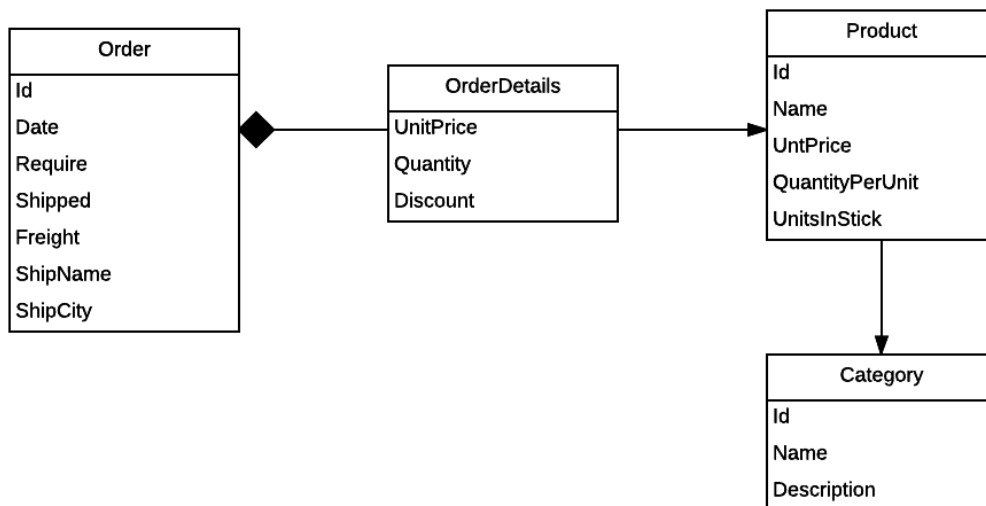 Order
Id
Date
Require
Shipped
Freight
ShipName
ShipCity
OrderDetails
UnitPrice
Quantity
Discount
Product
Id
Name
UntPrice
QuantityPerUnit
UnitsInStick
Category
Id
Name
Description